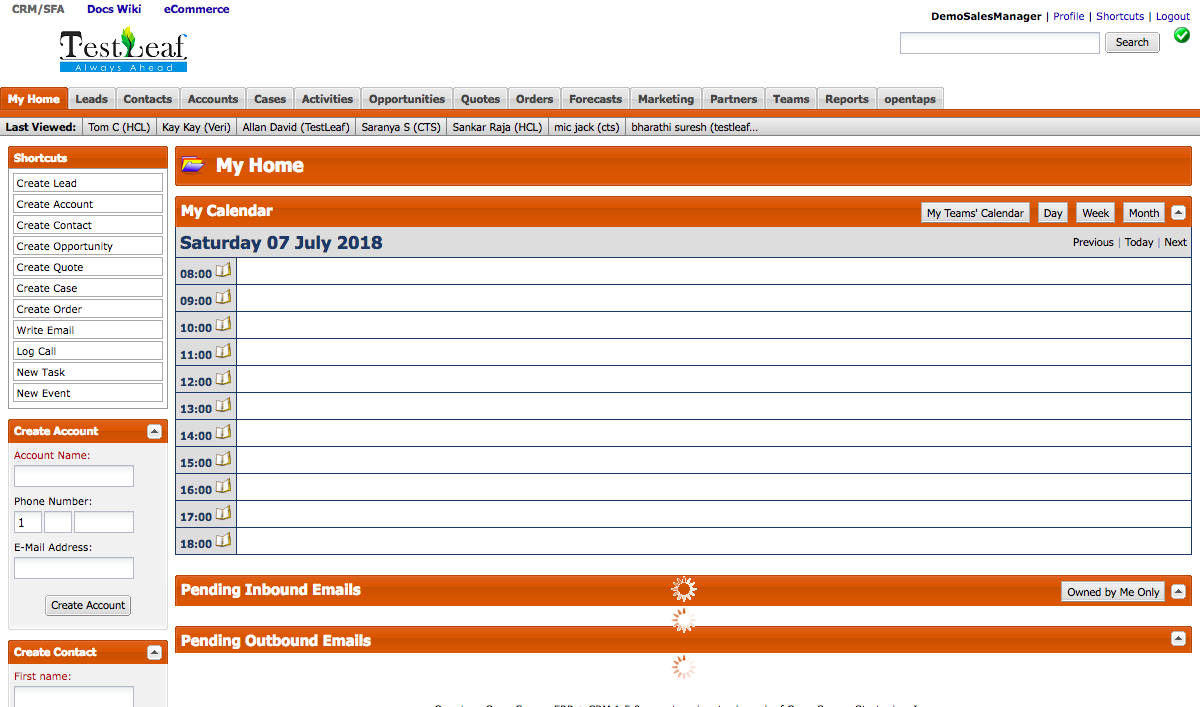 CRM/SFA Docs Wiki eCommerce
DemoSalesManager | Profile | Shortcuts | Logout
TestLeaf
Always Ahead
Search
My Home Leads Contacts Accounts Cases Activities Opportunities Quotes Orders Forecasts Marketing Partners Teams Reports opentaps
Last Viewed: Tom C (HCL) Kay Kay (Veri) Allan David (TestLeaf) Saranya S (CTS) Sankar Raja (HCL) mic jack (cts) bharathi suresh (testleaf...
Shortcuts
Create Lead
Create Account
Create Contact
Create Opportunity
Create Quote
Create Case
Create Order
Write Email
Log Call
New Task
New Event
Create Account
Account Name:
Phone Number:
1
E-Mail Address:
Create Account
Create Contact
First name:
My Home
My Calendar
My Teams' Calendar Day Week Month
Saturday 07 July 2018
Previous | Today | Next
08:00
09:00
10:00
11:00
12:00
13:00
14:00
15:00
16:00
17:00
18:00
Pending Inbound Emails
Owned by Me Only
Pending Outbound Emails